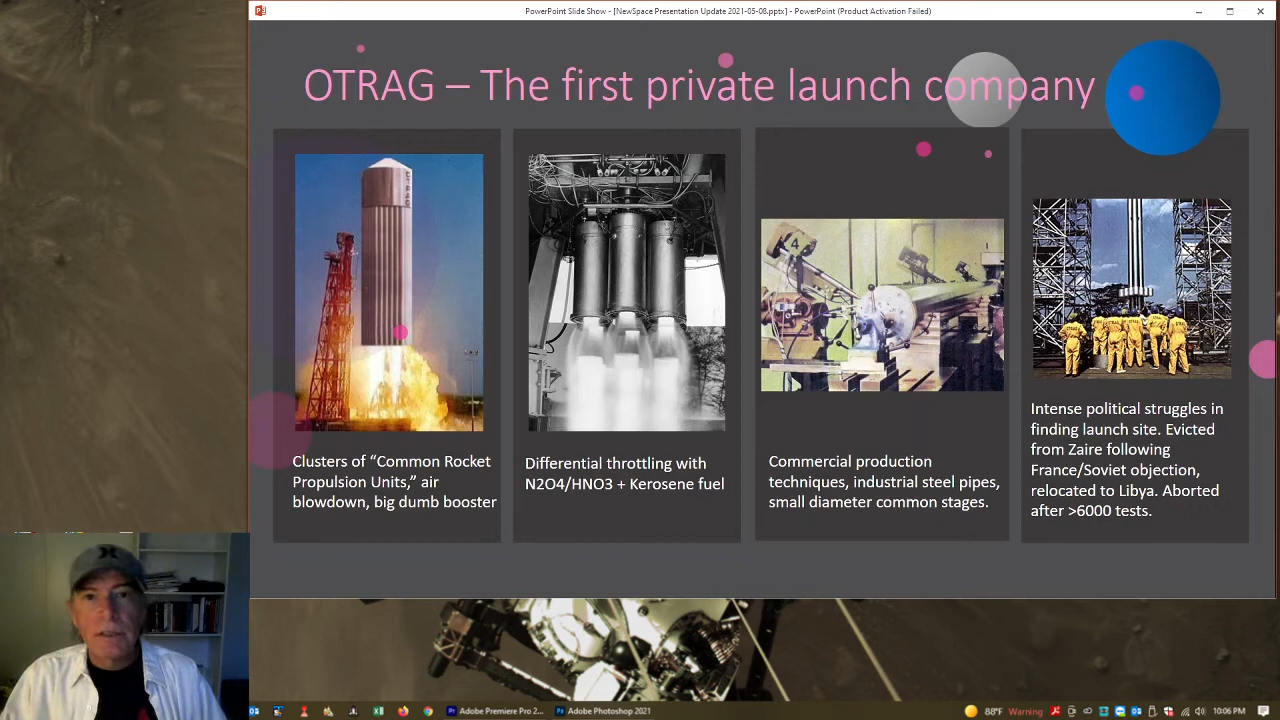 PowerPoint Slide Show - [NewSpace Presentation Update 2021-05-08.pptx] - PowerPoint (Product Activation Failed)
OTRAG – The first private launch company
4
Clusters of “Common Rocket
Propulsion Units,” air
blowdown, big dumb booster
Differential throttling with
N2O4/HNO3 + Kerosene fuel
Commercial production
techniques, industrial steel pipes,
small diameter common stages.
Intense political struggles in
finding launch site. Evicted
from Zaire following
France/Soviet objection,
relocated to Libya. Aborted
after >6000 tests.
Adobe Premiere Pro 2...
Adobe Photoshop 2021
88°F Warning
10:06 PM